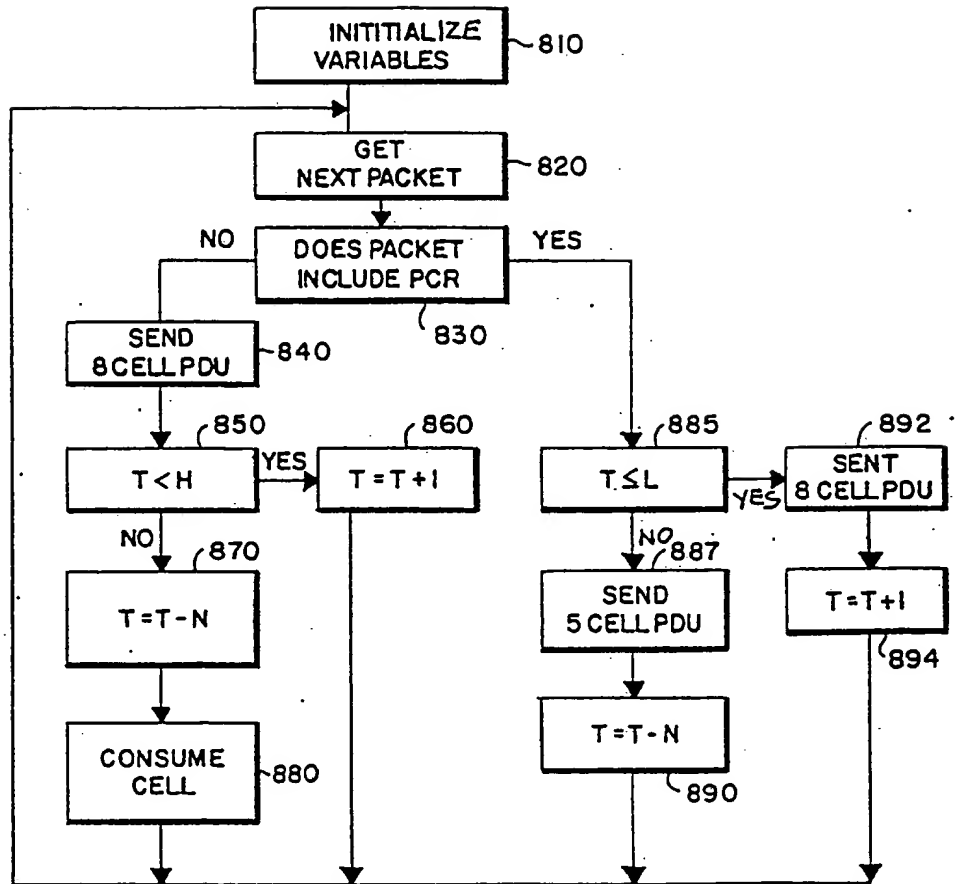 INITITIALIZE
VARIABLES
810
GET
NEXT PACKET
820
NO
DOES PACKET
INCLUDE PCR
YES
830
SEND
8 CELL PDU
840
850
860
885
892
T < H
YES
T = T + 1
T ≤ L
YES
SENT
8 CELL PDU
NO
870
NO
887
T = T - N
SEND
5 CELL PDU
T = T + 1
894
CONSUME
CELL
880
T = T - N
890